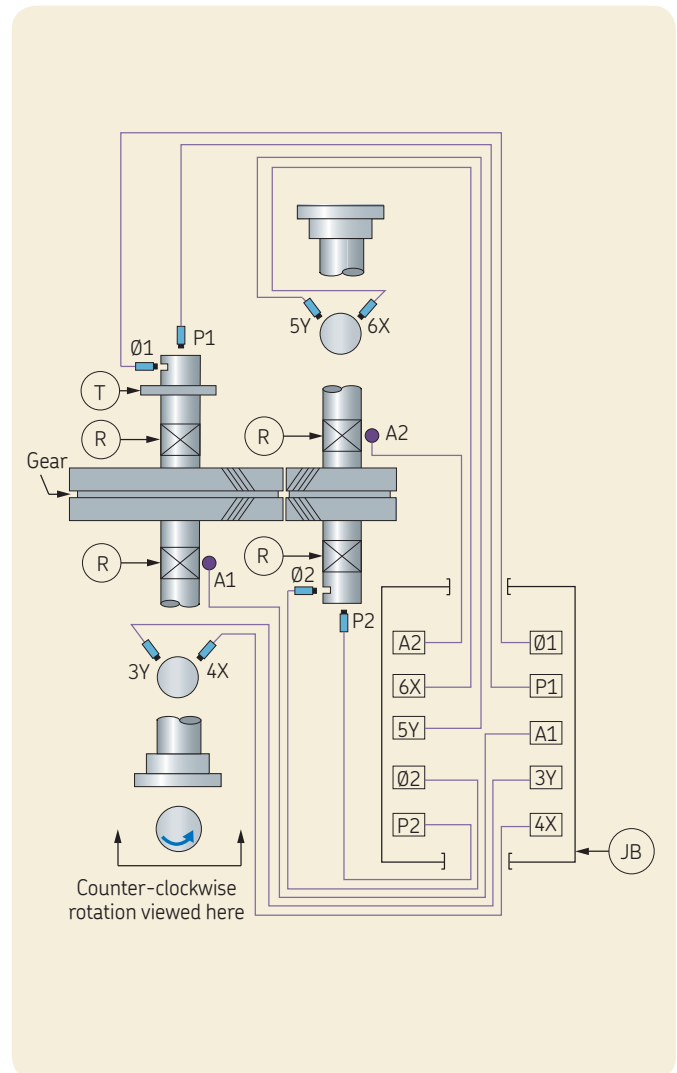 5Y
6X
Ø1
P1
T
R
R
A2
Gear
R
A1
R
Ø2
P2
3Y
4X
A2
Ø1
6X
P1
5Y
A1
Ø2
3Y
P2
4X
JB
Counter-clockwise
rotation viewed here